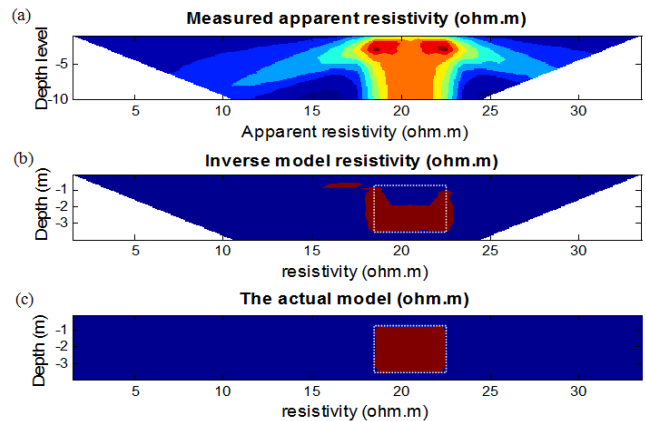 (a)
Measured apparent resistivity (ohm.m)
Depth level
-5
-10
5 10 15 20 25 30
Apparent resistivity (ohm.m)
(b)
Inverse model resistivity (ohm.m)
Depth (m)
-1
-2
-3
5 10 15 20 25 30
resistivity (ohm.m)
(c)
The actual model (ohm.m)
Depth (m)
-1
-2
-3
5 10 15 20 25 30
resistivity (ohm.m)